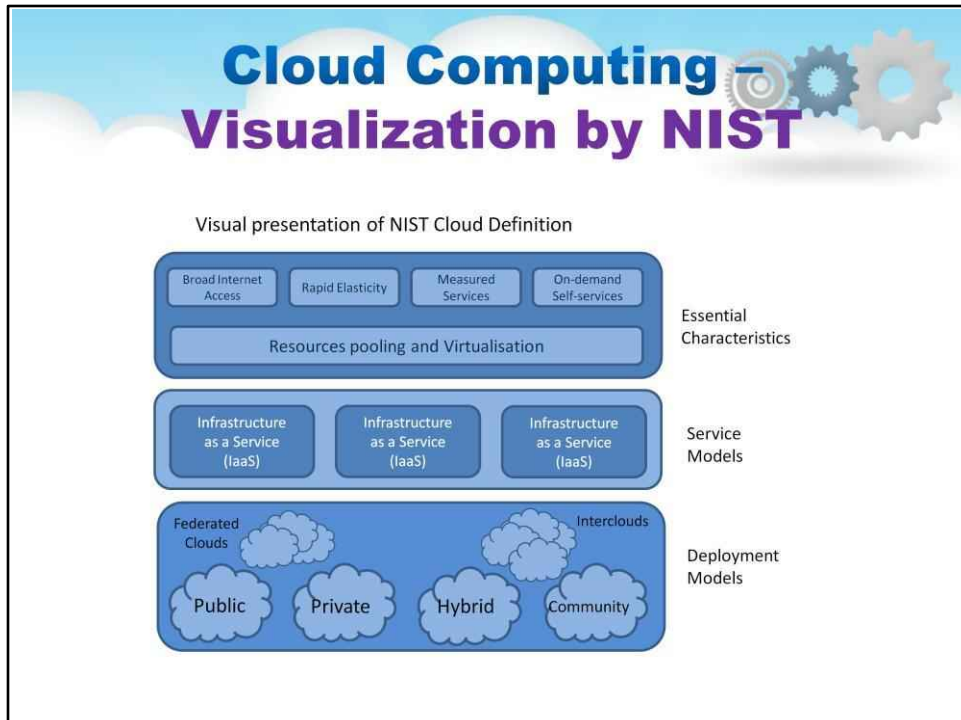 Cloud Computing –
Visualization by NIST
Visual presentation of NIST Cloud Definition
Broad Internet
Access
Rapid Elasticity
Measured
Services
On-demand
Self-services
Resources pooling and Virtualisation
Essential
Characteristics
Infrastructure
as a Service
(IaaS)
Infrastructure
as a Service
(IaaS)
Infrastructure
as a Service
(IaaS)
Service
Models
Federated
Clouds
Interclouds
Public
Private
Hybrid
Community
Deployment
Models